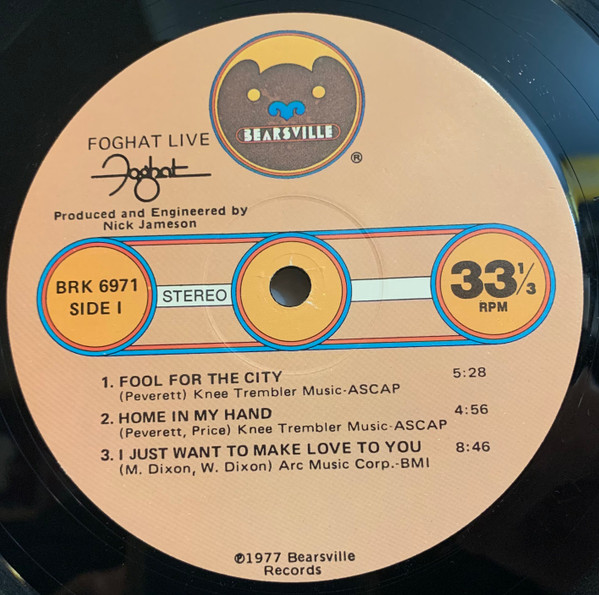 BEARSVILLE
®
FOGHAT LIVE
Foghat
Produced and Engineered by
Nick Jameson
BRK 6971
SIDE I
STEREO
33 1/3
RPM
1. FOOL FOR THE CITY 5:28
(Peverett) Knee Trembler Music-ASCAP
2. HOME IN MY HAND 4:56
(Peverett, Price) Knee Trembler Music-ASCAP
3. I JUST WANT TO MAKE LOVE TO YOU 8:46
(M. Dixon, W. Dixon) Arc Music Corp.-BMI
℗1977 Bearsville
Records